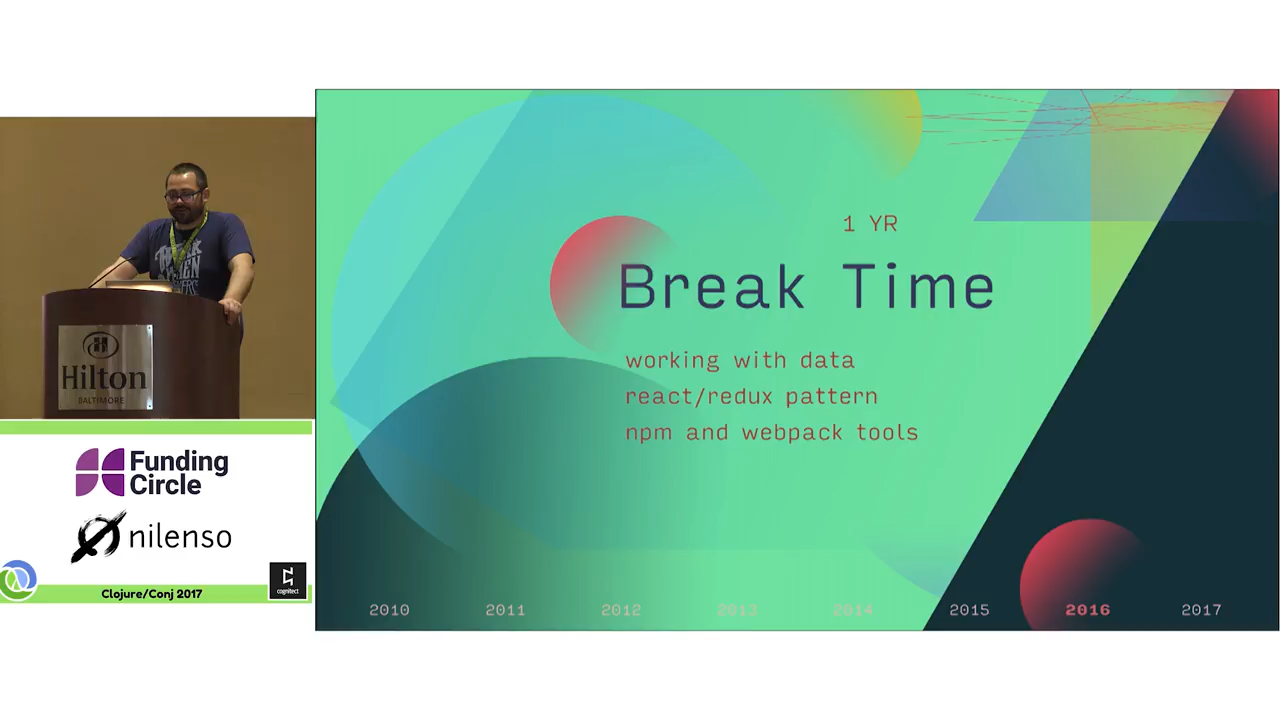 1 YR
Break Time
working with data
react/redux pattern
npm and webpack tools
2010 2011 2012 2013 2014 2015 2016 2017
Hilton
BALTIMORE
Funding
Circle
nilenso
Clojure/Conj 2017
cognitect